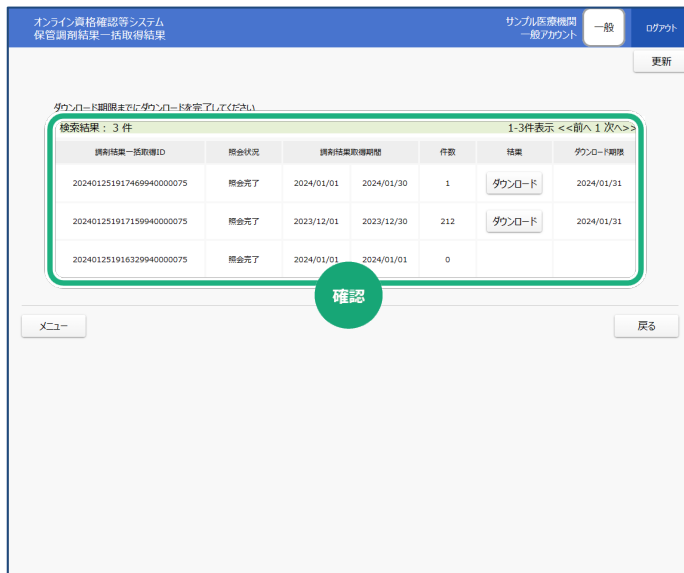 オンライン資格確認等システム
保管調剤結果一括取得結果
サンプル医療機関
一般アカウント
一般
ログアウト
更新
ダウンロード期限までにダウンロードを完了してください
検索結果： 3 件 1-3件表示 <<前へ 1 次へ>>
調剤結果一括取得ID 照会状況 調剤結果取得期間 件数 結果 ダウンロード期限
202401251917469940000075 照会完了 2024/01/01 2024/01/30 1 ダウンロード 2024/01/31
202401251917159940000075 照会完了 2023/12/01 2023/12/30 212 ダウンロード 2024/01/31
202401251916329940000075 照会完了 2024/01/01 2024/01/01 0
確認
メニュー 戻る